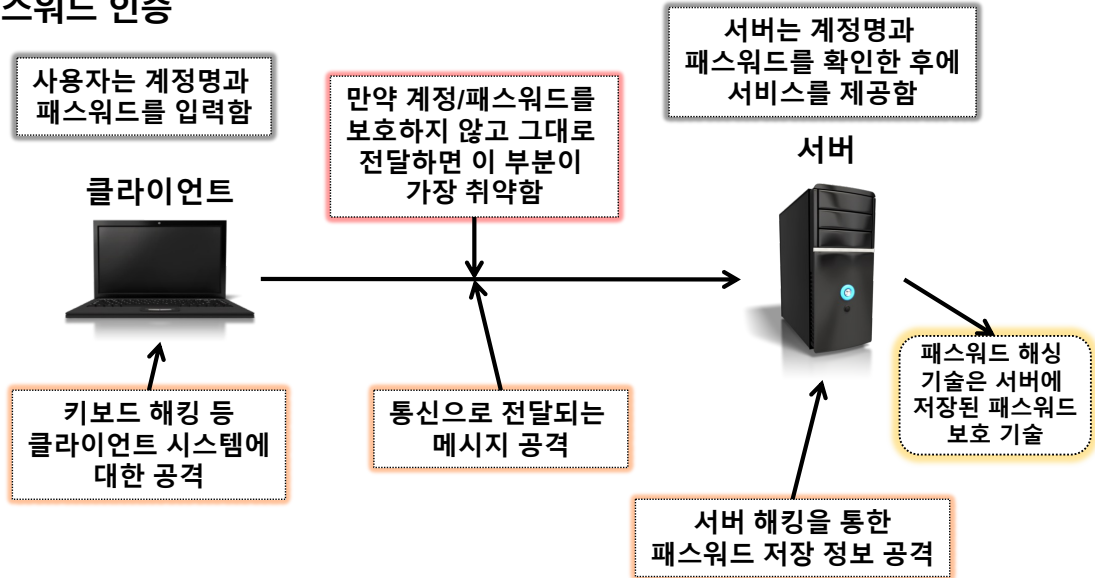 스워드 인증
사용자는 계정명과
패스워드를 입력함
만약 계정/패스워드를
보호하지 않고 그대로
전달하면 이 부분이
가장 취약함
서버는 계정명과
패스워드를 확인한 후에
서비스를 제공함
클라이언트
서버
키보드 해킹 등
클라이언트 시스템에
대한 공격
통신으로 전달되는
메시지 공격
서버 해킹을 통한
패스워드 저장 정보 공격
패스워드 해싱
기술은 서버에
저장된 패스워드
보호 기술